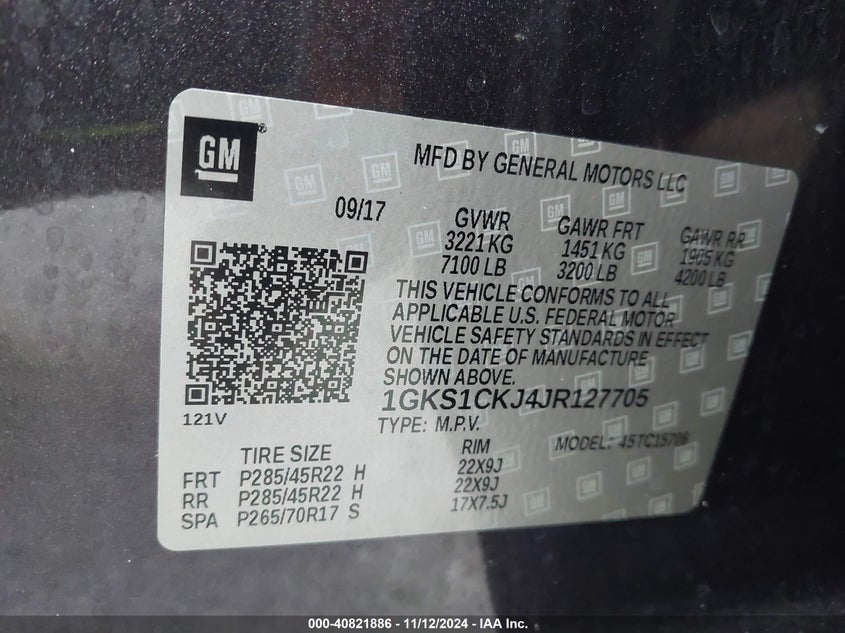 GM
MFD BY GENERAL MOTORS LLC
09/17
GVWR GAWR FRT GAWR RR
3221 KG 1451 KG 1905 KG
7100 LB 3200 LB 4200 LB
THIS VEHICLE CONFORMS TO ALL
APPLICABLE U.S. FEDERAL MOTOR
VEHICLE SAFETY STANDARDS IN EFFECT
ON THE DATE OF MANUFACTURE
SHOWN ABOVE.
1GKS1CKJ4JR127705
121V
TYPE: M.P.V. MODEL:
TIRE SIZE RIM
FRT P285/45R22 H 22X9J
RR P285/45R22 H 22X9J
SPA P265/70R17 S 17X7.5J
000-40821886 - 11/12/2024 - IAA Inc.